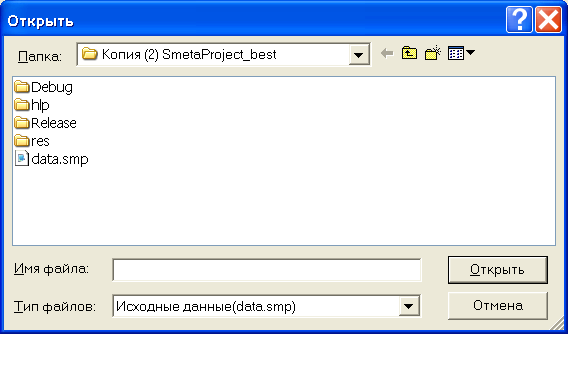 Открыть
Папка: Копия (2) SmetaProject_best
Debug
hlp
Release
res
data.smp
Имя файла: Открыть
Тип файлов: Исходные данные(data.smp) Отмена